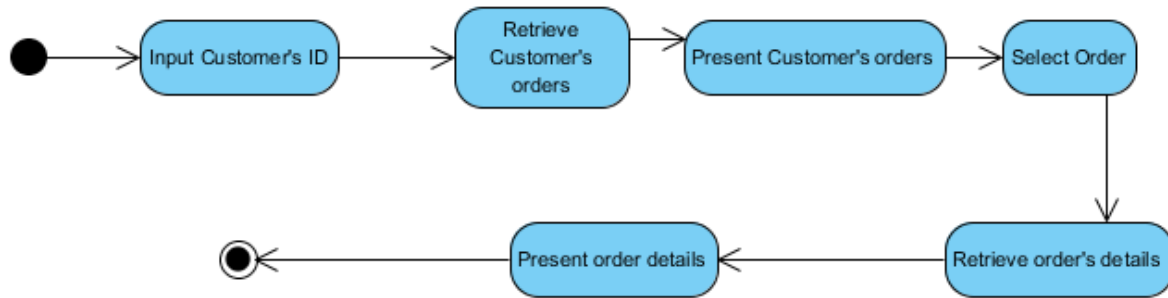 Input Customer's ID
Retrieve
Customer's
orders
Present Customer's orders
Select Order
Present order details
Retrieve order's details